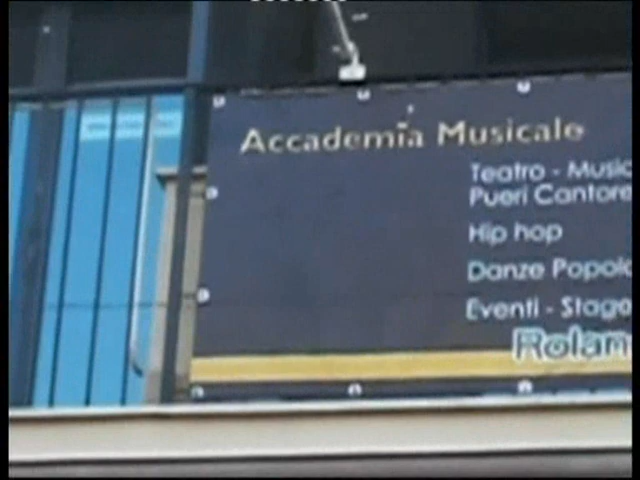 Accademia Musicale
Teatro - Music
Pueri Cantore
Hip hop
Danze Popola
Eventi - Stage
Rolan